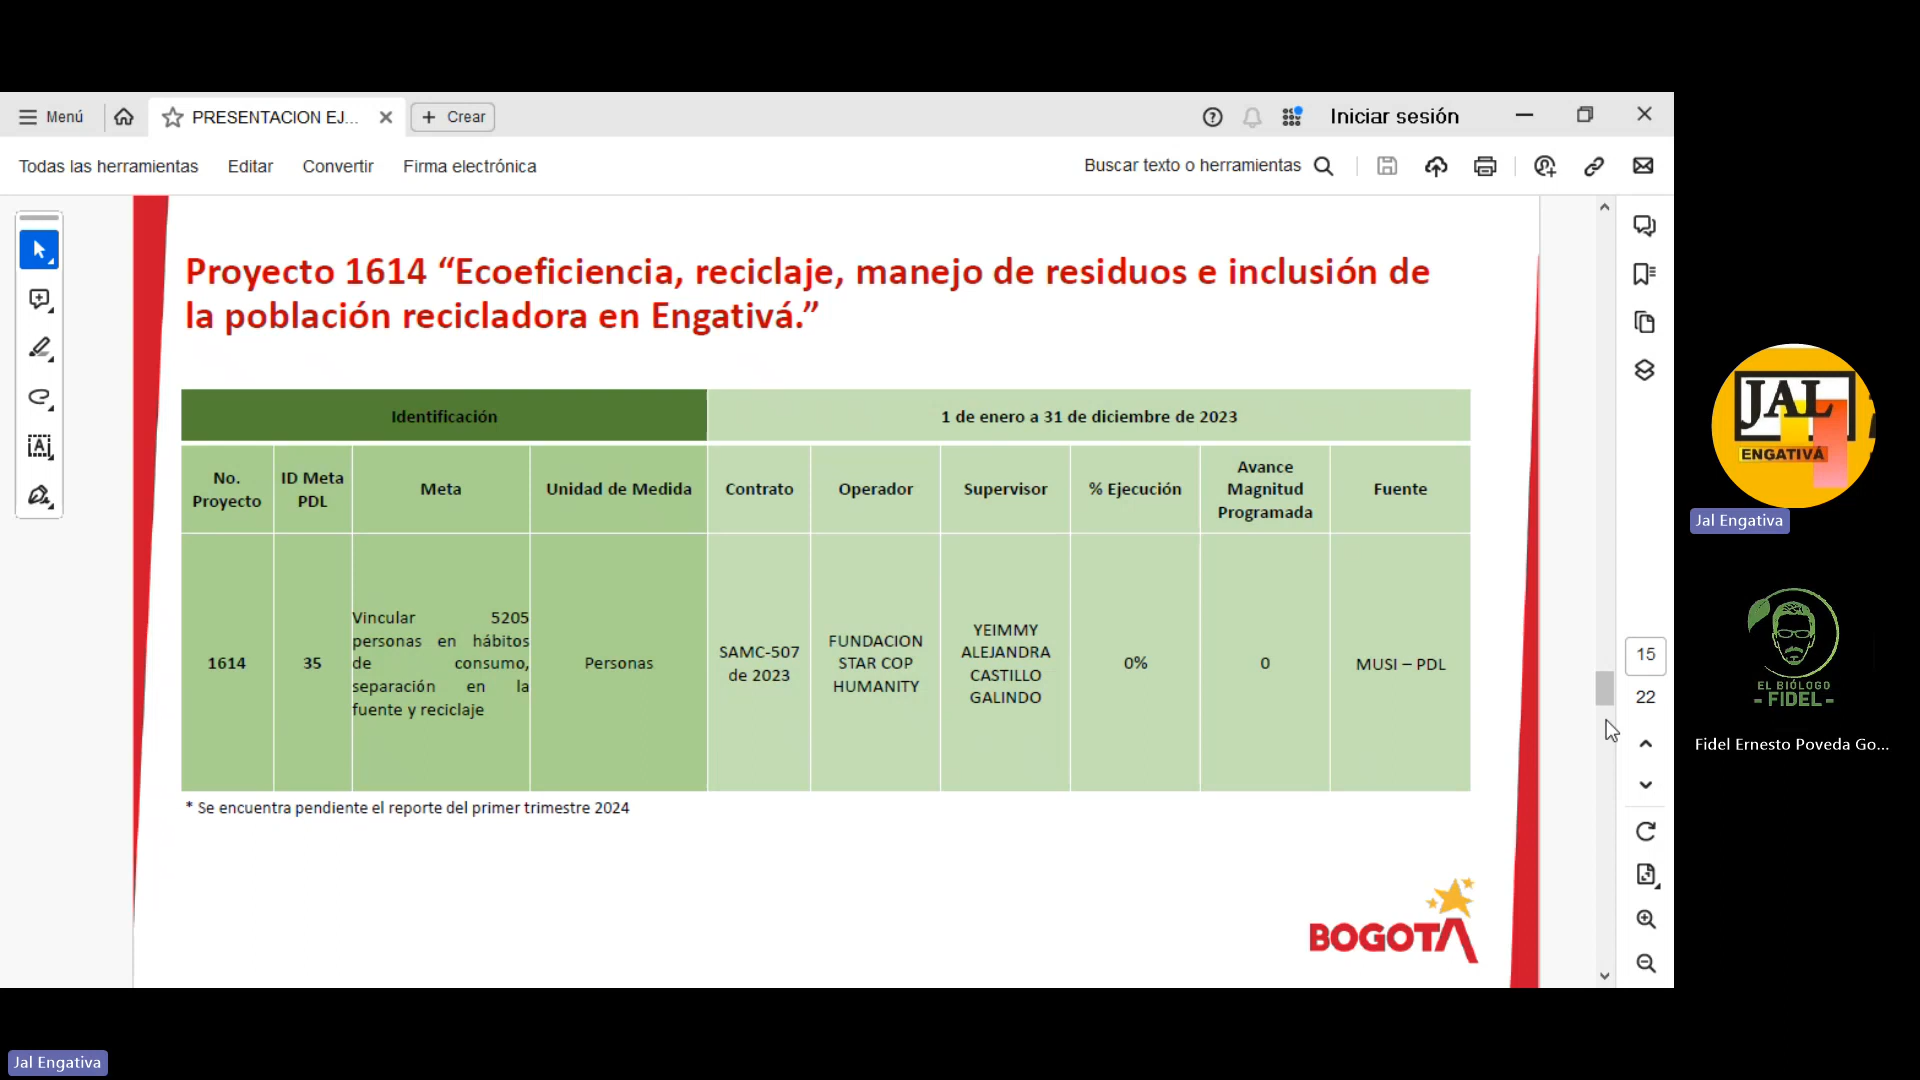 Menú
PRESENTACION EJ...
Crear
Iniciar sesión
Todas las herramientas
Editar
Convertir
Firma electrónica
Buscar texto o herramientas
Proyecto 1614 “Ecoeficiencia, reciclaje, manejo de residuos e inclusión de
la población recicladora en Engativá.”
Identificación
1 de enero a 31 de diciembre de 2023
No.
Proyecto
ID Meta
PDL
Meta
Unidad de Medida
Contrato
Operador
Supervisor
% Ejecución
Avance
Magnitud
Programada
Fuente
1614
35
Vincular 5205
personas en hábitos
de consumo,
separación en la
fuente y reciclaje
Personas
SAMC-507
de 2023
FUNDACION
STAR COP
HUMANITY
YEIMMY
ALEJANDRA
CASTILLO
GALINDO
0%
0
MUSI – PDL
* Se encuentra pendiente el reporte del primer trimestre 2024
BOGOTA
15
22
JAL
ENGATIVÁ
Jal Engativa
EL BIÓLOGO
- FIDEL -
Fidel Ernesto Poveda Go...
Jal Engativa